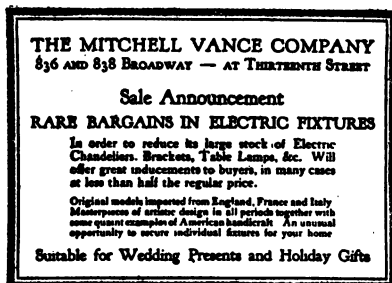 THE MITCHELL VANCE COMPANY
836 AND 838 BROADWAY — AT THIRTEENTH STREET
Sale Announcement
RARE BARGAINS IN ELECTRIC FIXTURES
In order to reduce its large stock of Electric
Chandeliers. Brackets, Table Lamps, &c. Will
offer great inducements to buyers, in many cases
at less than half the regular price.
Original models imported from England, France and Italy
Masterpieces of artistic design in all periods together with
some quaint examples of American handicraft An unusual
opportunity to secure individual fixtures for your home
Suitable for Wedding Presents and Holiday Gifts